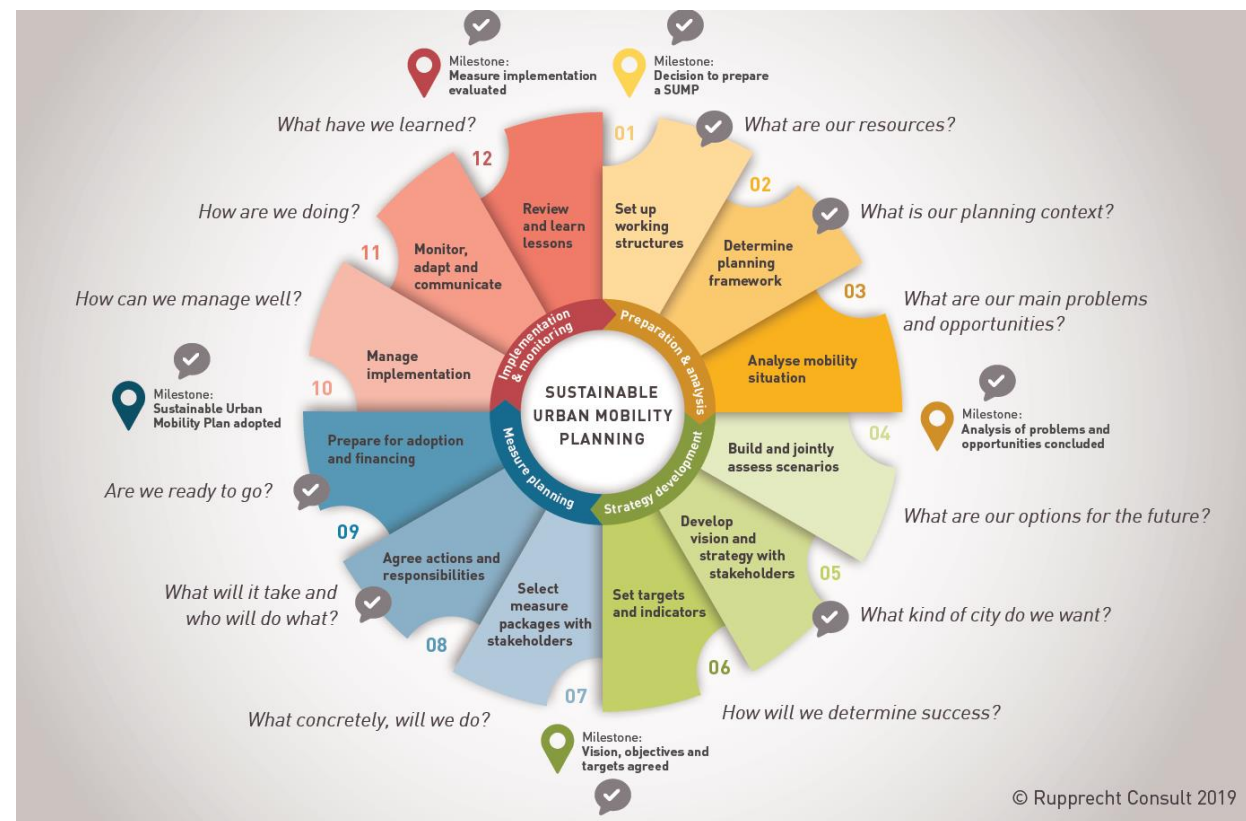 Milestone:
Measure implementation
evaluated
Milestone:
Decision to prepare
a SUMP
What have we learned?
12
01
What are our resources?
02
How are we doing?
Review
and learn
lessons
Set up
working
structures
What is our planning context?
11
Monitor,
adapt and
communicate
Determine
planning
framework
03
How can we manage well?
What are our main problems
and opportunities?
Implementation
& monitoring
Preparation & analysis
Manage
implementation
Analyse mobility
situation
10
Milestone:
Sustainable Urban
Mobility Plan adopted
SUSTAINABLE
URBAN MOBILITY
PLANNING
Milestone:
Analysis of problems and
opportunities concluded
04
Prepare for adoption
and financing
Build and jointly
assess scenarios
Measure planning
Strategy development
Are we ready to go?
What are our options for the future?
09
Agree actions and
responsibilities
Develop
vision and
strategy with
stakeholders
05
What will it take and
who will do what?
Select
measure
packages with
stakeholders
Set targets
and indicators
What kind of city do we want?
08
06
07
What concretely, will we do?
How will we determine success?
Milestone:
Vision, objectives and
targets agreed
© Rupprecht Consult 2019